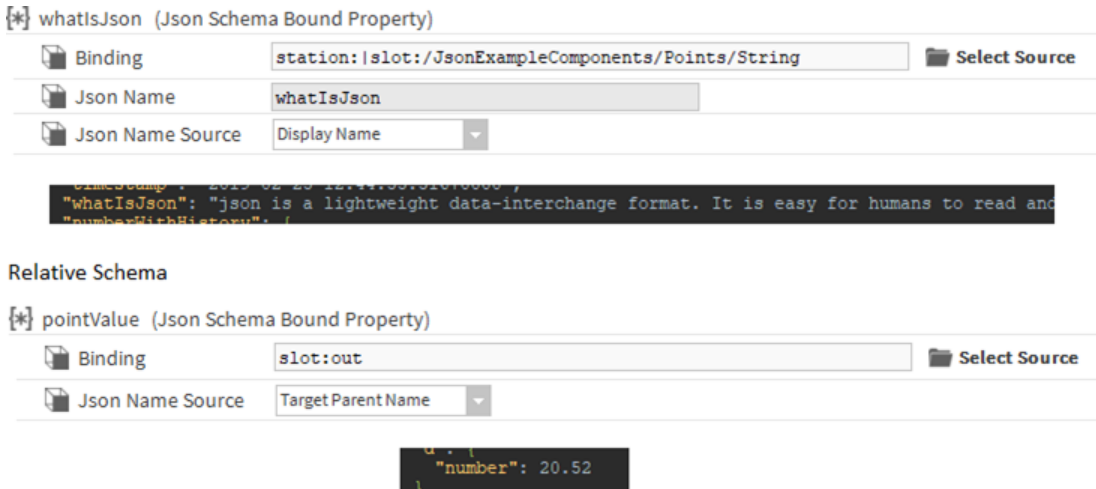 whatIsJson (Json Schema Bound Property)
Binding station:|slot:/JsonExampleComponents/Points/String Select Source
Json Name whatIsJson
Json Name Source Display Name
"whatIsJson": "json is a lightweight data-interchange format. It is easy for humans to read and
"numberWithHistory": {
Relative Schema
pointValue (Json Schema Bound Property)
Binding slot:out Select Source
Json Name Source Target Parent Name
"number": 20.52
}